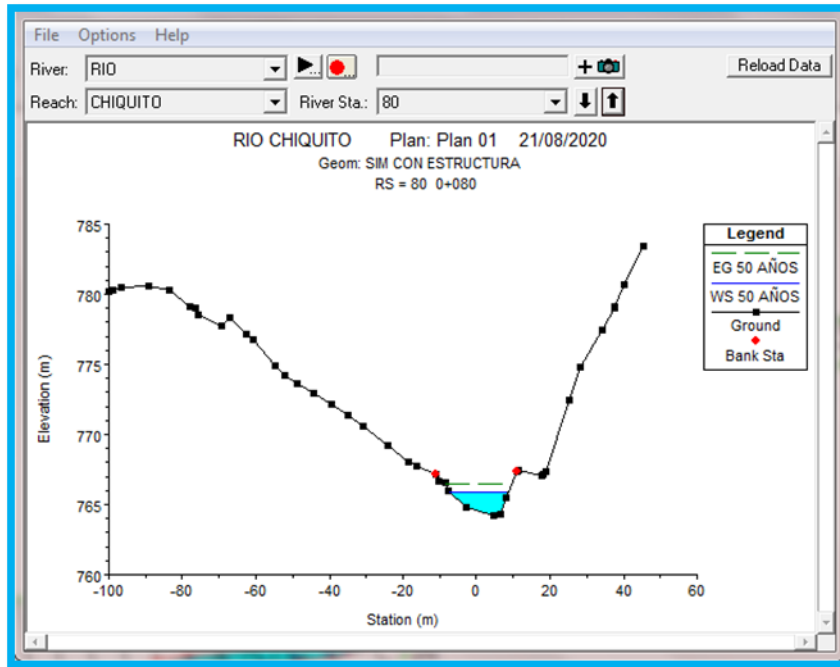 File Options Help
River: RIO
Reload Data
Reach: CHIQUITO River Sta.: 80
RIO CHIQUITO Plan: Plan 01 21/08/2020
Geom: SIM CON ESTRUCTURA
RS = 80 0+080
Elevation (m)
785
780
775
770
765
760
-100 -80 -60 -40 -20 0 20 40 60
Station (m)
Legend
EG 50 AÑOS
WS 50 AÑOS
Ground
Bank Sta